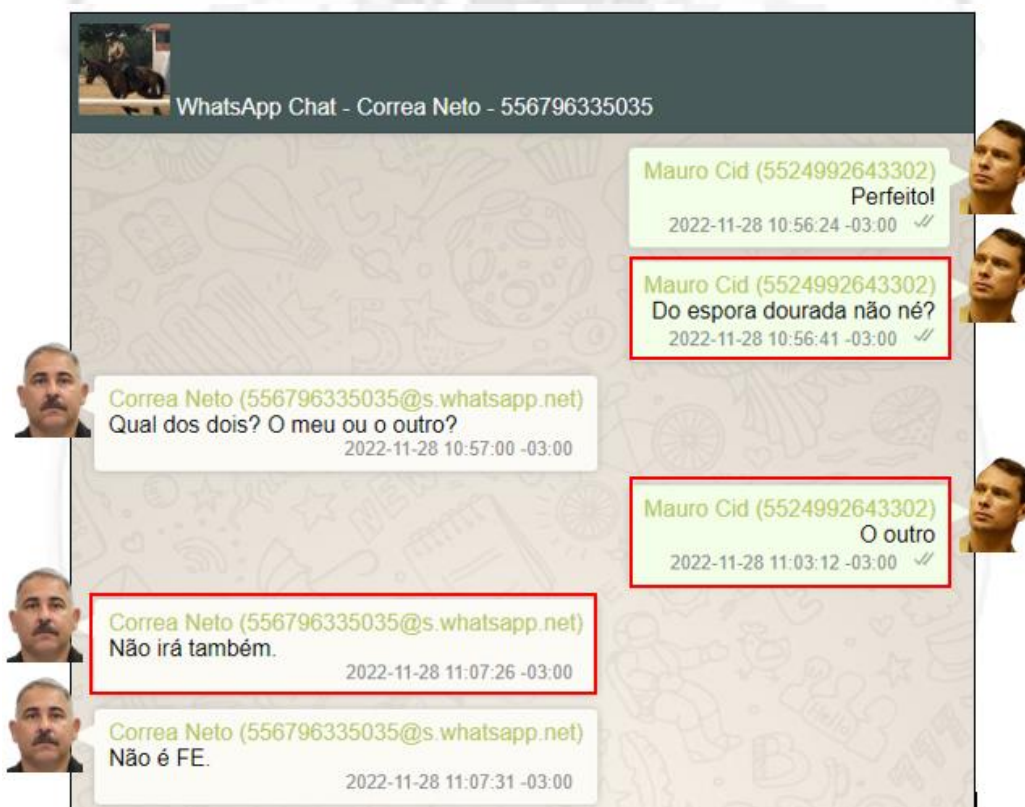 WhatsApp Chat - Correa Neto - 556796335035
Mauro Cid (5524992643302)
Perfeito!
2022-11-28 10:56:24 -03:00
Mauro Cid (5524992643302)
Do espora dourada não né?
2022-11-28 10:56:41 -03:00
Correa Neto (556796335035@s.whatsapp.net)
Qual dos dois? O meu ou o outro?
2022-11-28 10:57:00 -03:00
Mauro Cid (5524992643302)
O outro
2022-11-28 11:03:12 -03:00
Correa Neto (556796335035@s.whatsapp.net)
Não irá também.
2022-11-28 11:07:26 -03:00
Correa Neto (556796335035@s.whatsapp.net)
Não é FE.
2022-11-28 11:07:31 -03:00